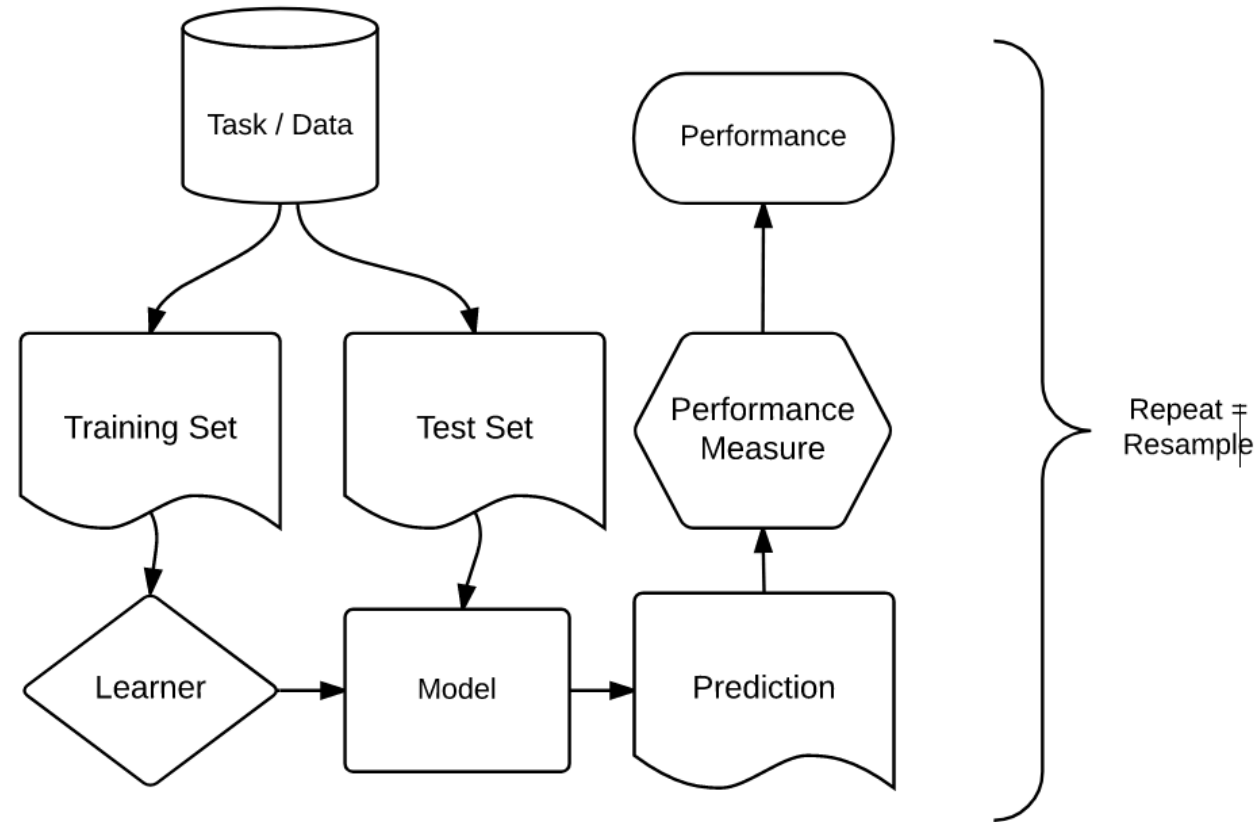 Task / Data
Performance
Training Set
Test Set
Performance
Measure
Repeat =
Resample
Learner
Model
Prediction